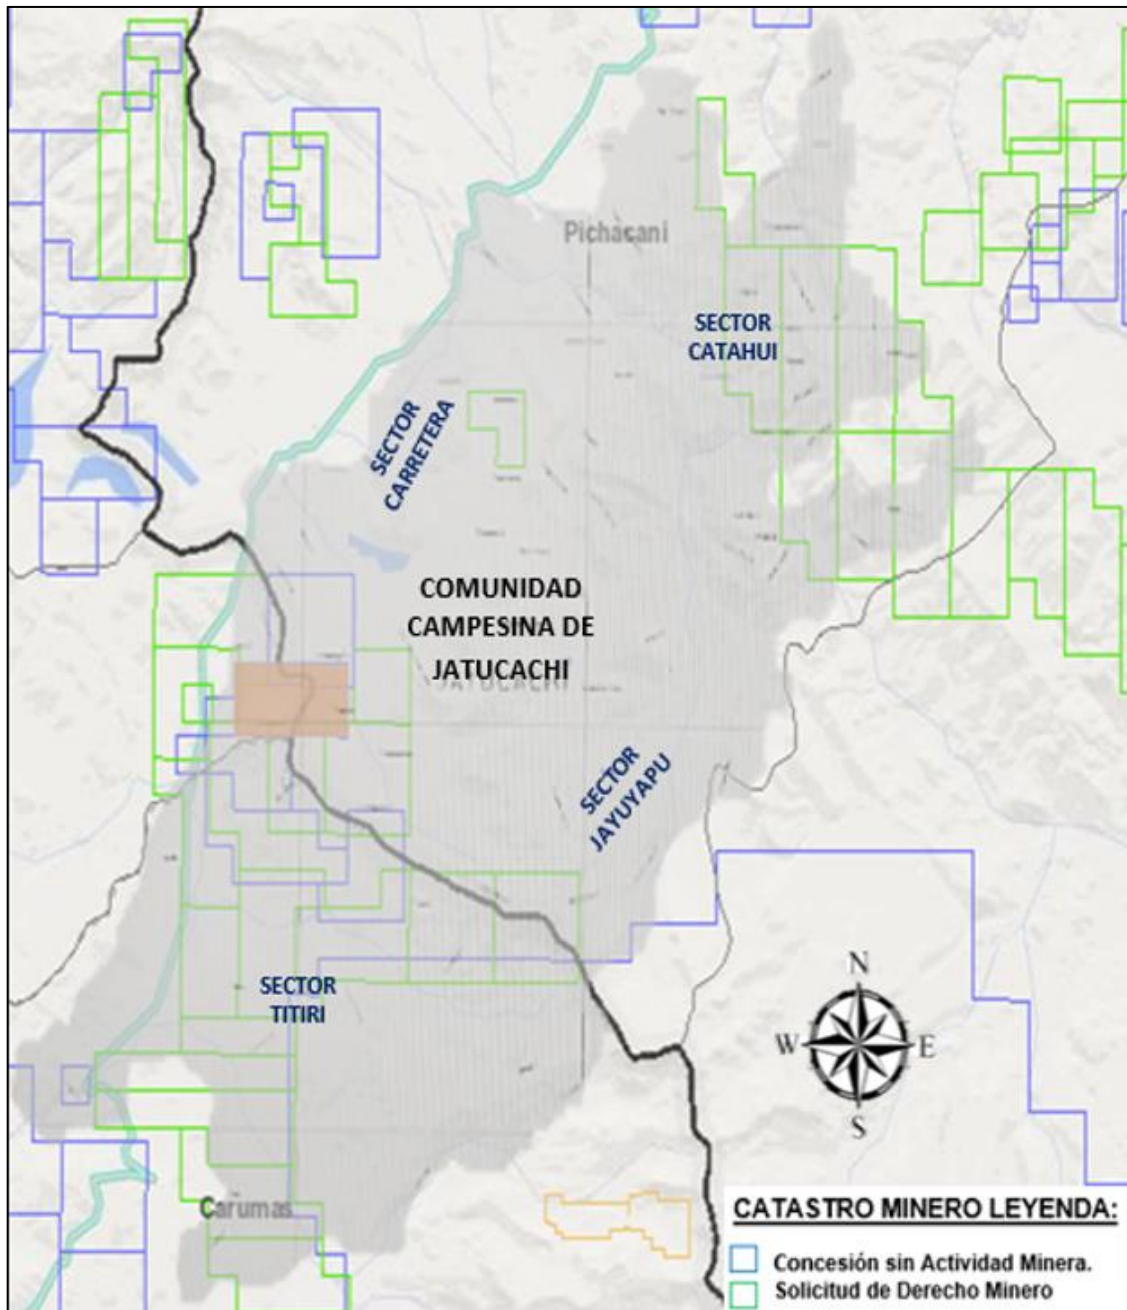 Pichacani
SECTOR
CATAHUI
SECTOR
CARRETERA
COMUNIDAD
CAMPESINA DE
JATUCACHI
JATUCACHI
SECTOR
JAYUYAPU
SECTOR
TITIRI
N
W
E
S
Carumas
CATASTRO MINERO LEYENDA:
Concesión sin Actividad Minera.
Solicitud de Derecho Minero